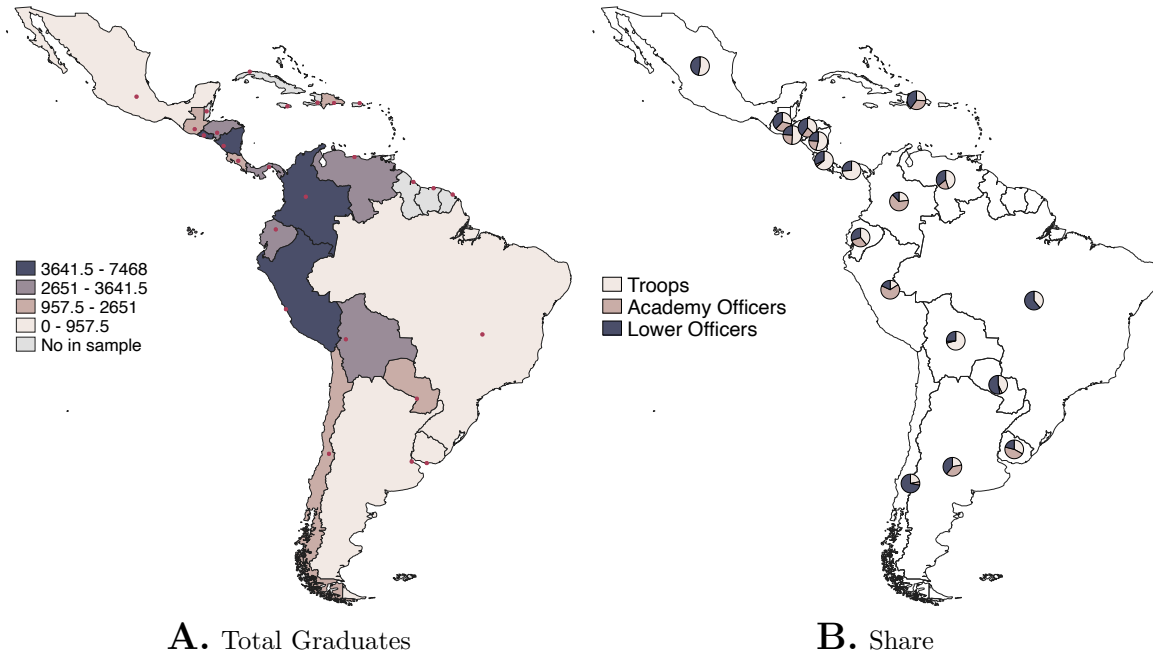 3641.5 - 7468
2651 - 3641.5
957.5 - 2651
0 - 957.5
No in sample
Troops
Academy Officers
Lower Officers
A. Total Graduates
B. Share